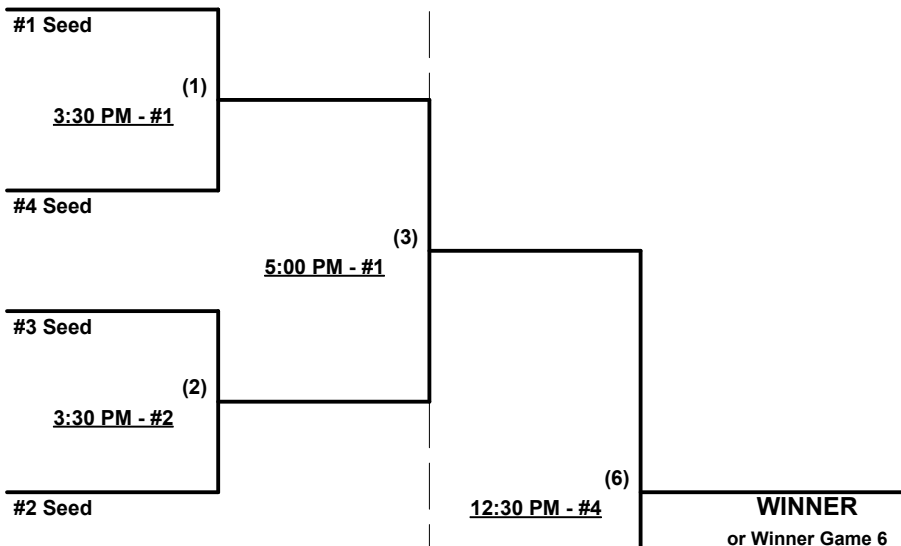 #1 Seed
(1)
3:30 PM - #1
#4 Seed
(3)
5:00 PM - #1
#3 Seed
(2)
3:30 PM - #2
#2 Seed
(6)
12:30 PM - #4
WINNER
or Winner Game 6